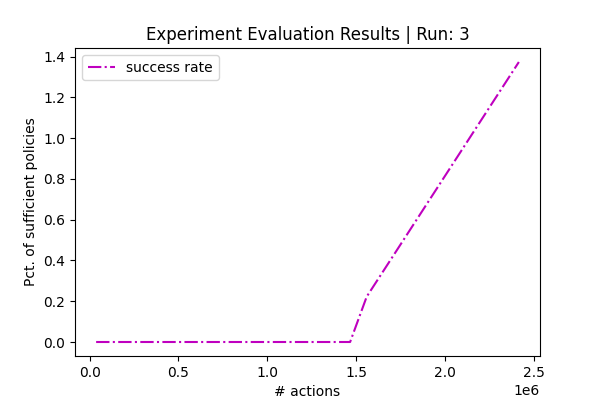 Experiment Evaluation Results | Run: 3
success rate
Pct. of sufficient policies
1.4
1.2
1.0
0.8
0.6
0.4
0.2
0.0
0.0 0.5 1.0 1.5 2.0 2.5
1e6
# actions